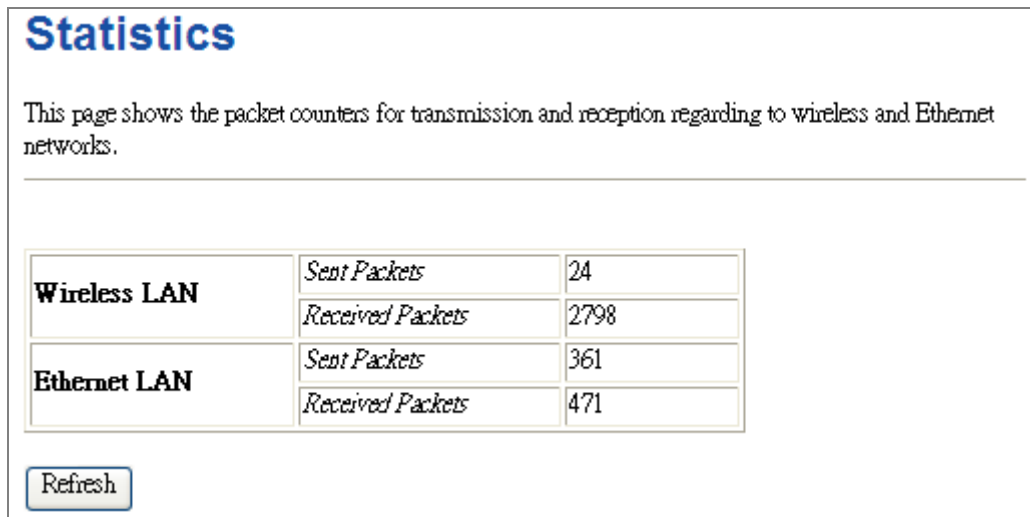 Statistics
This page shows the packet counters for transmission and reception regarding to wireless and Ethernet
networks.
Wireless LAN
Sent Packets 24
Received Packets 2798
Ethernet LAN
Sent Packets 361
Received Packets 471
Refresh